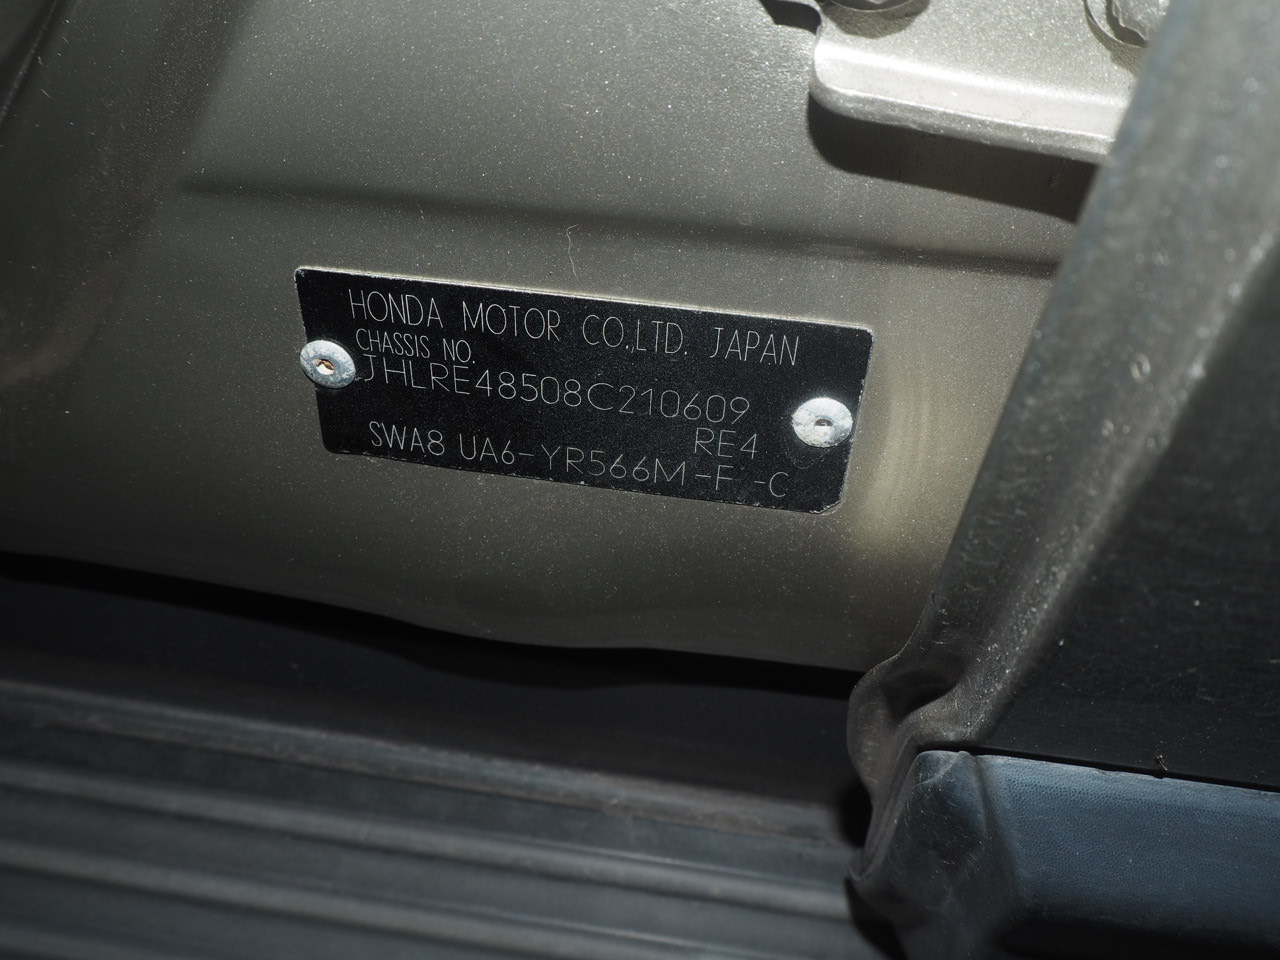 HONDA MOTOR CO.,LTD. JAPAN
CHASSIS NO.
JHLRE48508C210609
RE4
SWA8 UA6-YR566M-F -C